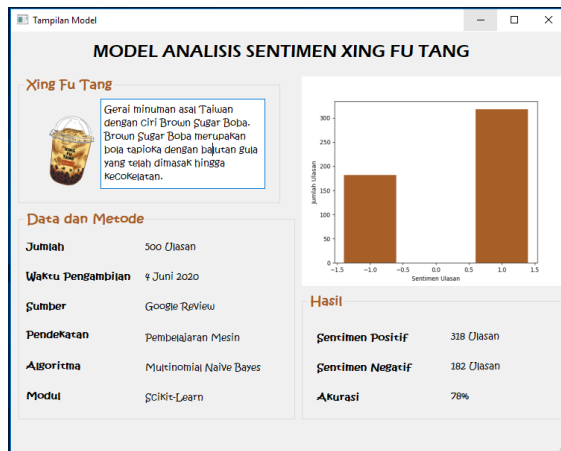 Tampilan Model
MODEL ANALISIS SENTIMEN XING FU TANG
Xing Fu Tang
Gerai minuman asal Taiwan
dengan ciri Brown Sugar Boba.
Brown Sugar Boba merupakan
bola tapioka dengan balutan gula
yang telah dimasak hingga
kecokelatan.
XING
FU
TANG
Data dan Metode
Jumlah 500 Ulasan
Waktu Pengambilan 4 Juni 2020
Sumber Google Review
Pendekatan Pembelajaran Mesin
Algoritma Multinomial Naive Bayes
Modul Scikit-Learn
Jumlah Ulasan
300
250
200
150
100
50
0
−1.5 −1.0 −0.5 0.0 0.5 1.0 1.5
Sentimen Ulasan
Hasil
Sentimen Positif 318 Ulasan
Sentimen Negatif 182 Ulasan
Akurasi 78%